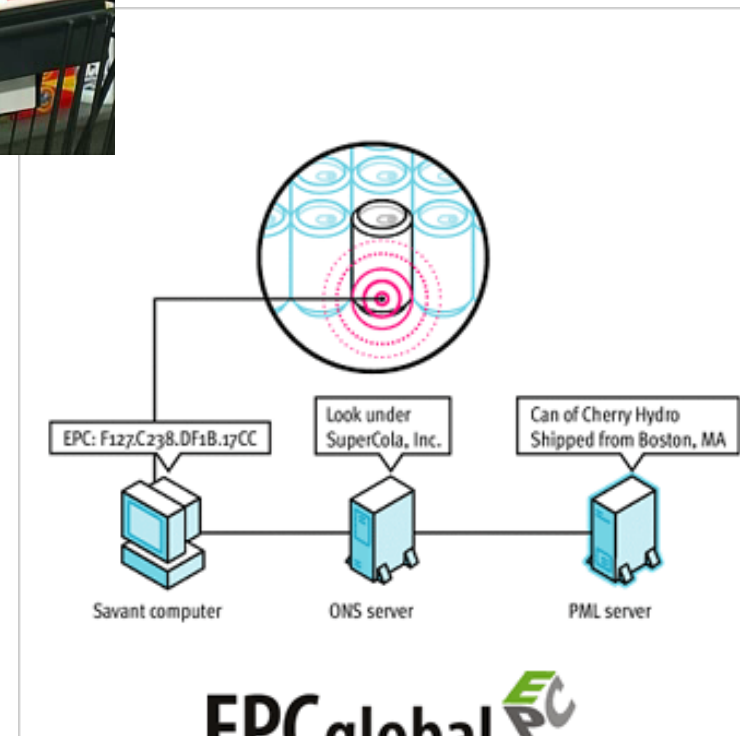 EPC: F127.C238.DF1B.17CC
Look under
SuperCola, Inc.
Can of Cherry Hydro
Shipped from Boston, MA
Savant computer
ONS server
PML server
EPCglobal EPC